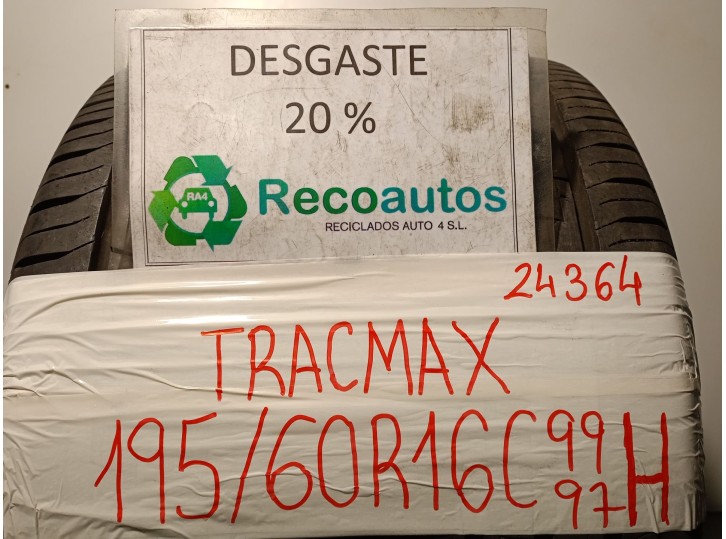 DESGASTE
20 %
RA4
Recoautos
RECICLADOS AUTO 4 S.L.
24364
TRACMAX
195/60R16C 99/97 H